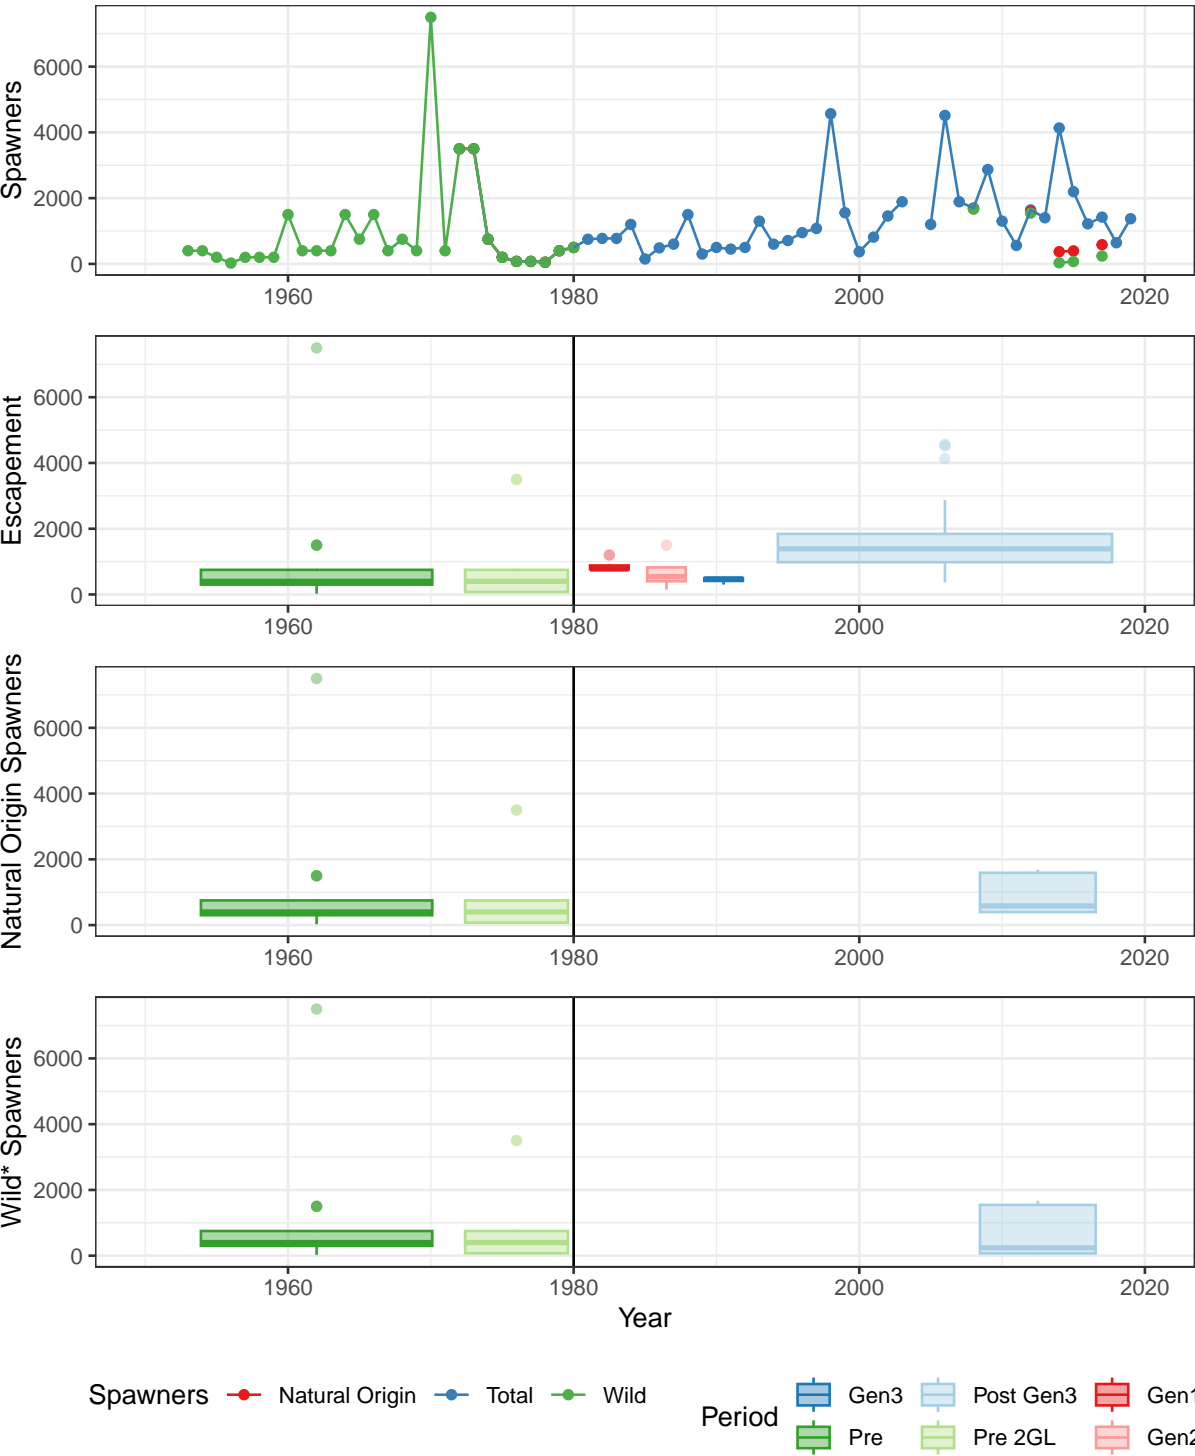 Spawners
6000
4000
2000
0
1960 1980 2000 2020
Escapement
6000
4000
2000
0
1960 1980 2000 2020
Natural Origin Spawners
6000
4000
2000
0
1960 1980 2000 2020
Wild* Spawners
6000
4000
2000
0
1960 1980 2000 2020
Year
Spawners Natural Origin Total Wild
Period Gen3 Post Gen3 Gen1
Pre Pre 2GL Gen2